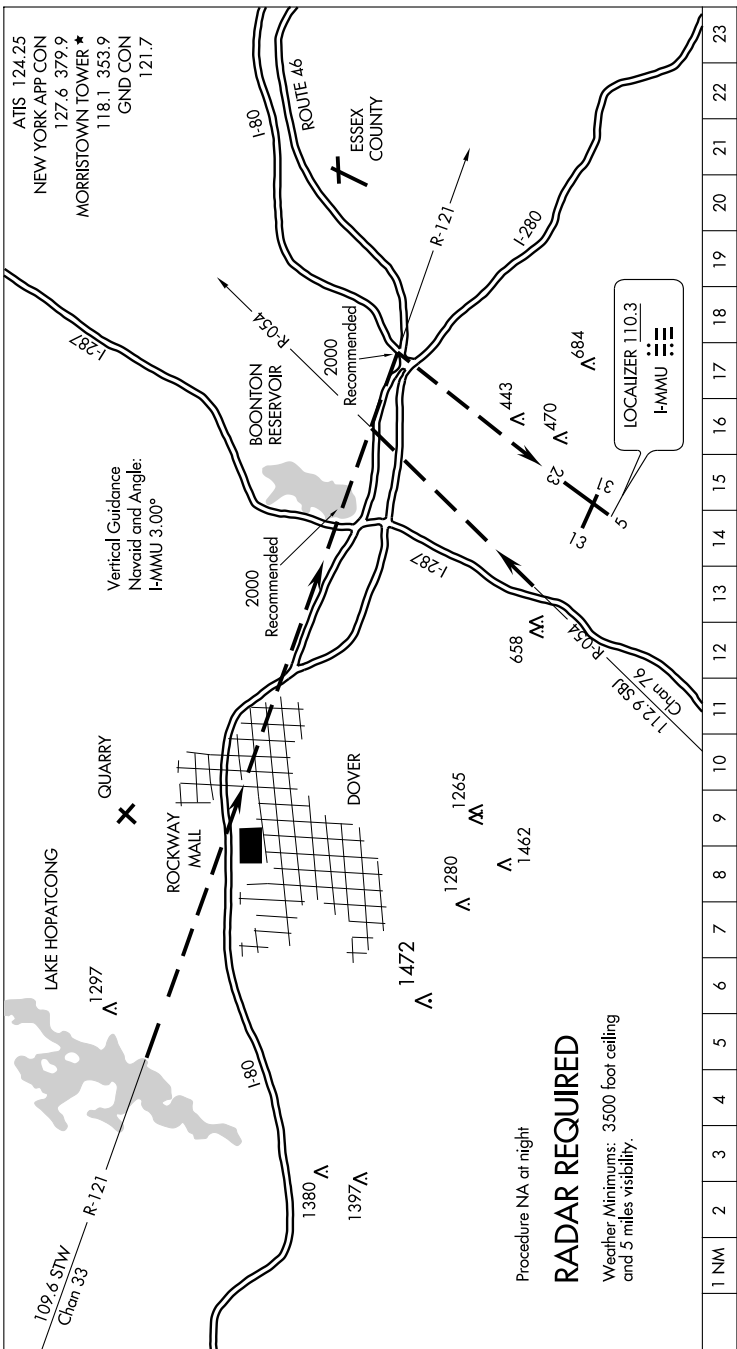 ATIS 124.25
NEW YORK APP CON
127.6 379.9
MORRISTOWN TOWER ★
118.1 353.9
GND CON
121.7
109.6 STW
Chan 33
R-121
LAKE HOPATCONG
1297
QUARRY
Vertical Guidance
Navaid and Angle:
I-MMU 3.00°
I-287
I-80
ROUTE 46
ROCKWAY
MALL
BOONTON
RESERVOIR
R-054
ESSEX
COUNTY
2000
Recommended
2000
Recommended
R-121
I-80
1380
1397
DOVER
1472
1280
1265
1462
I-287
658
R-054
112.9 SBJ
Chan 76
I-280
443
470
684
23
31
13
5
LOCALIZER 110.3
I-MMU
Procedure NA at night
RADAR REQUIRED
Weather Minimums: 3500 foot ceiling
and 5 miles visibility.
1 NM 2 3 4 5 6 7 8 9 10 11 12 13 14 15 16 17 18 19 20 21 22 23